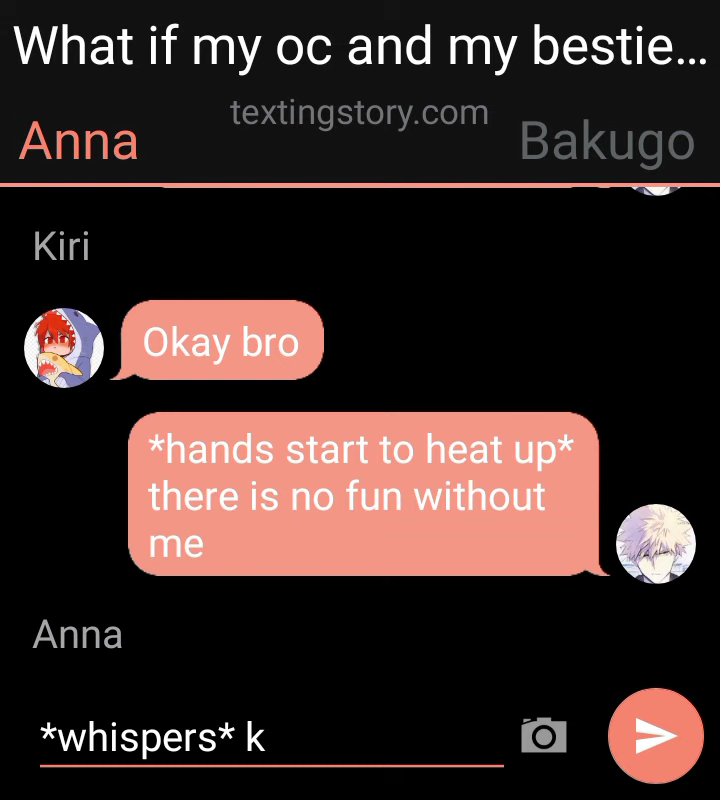 What if my oc and my bestie...
textingstory.com
Anna
Bakugo
Kiri
Okay bro
*hands start to heat up*
there is no fun without
me
Anna
*whispers* k